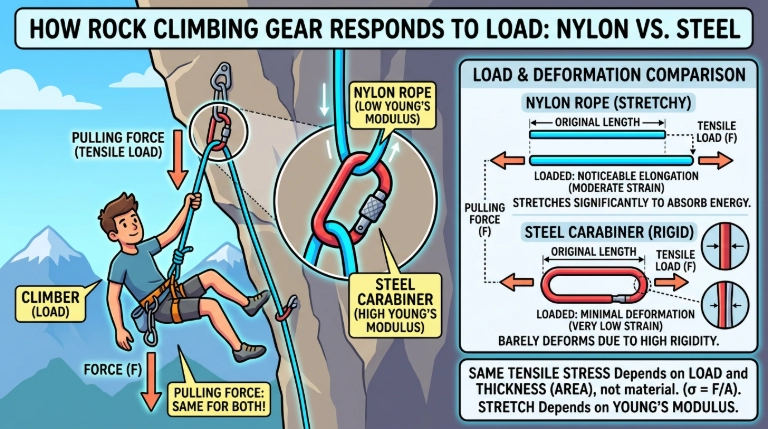 HOW ROCK CLIMBING GEAR RESPONDS TO LOAD: NYLON VS. STEEL
PULLING FORCE
(TENSILE LOAD)
CLIMBER
(LOAD)
FORCE (F)
PULLING FORCE:
SAME FOR BOTH!
NYLON ROPE
(LOW YOUNG'S
MODULUS)
STEEL
CARABINER
(HIGH YOUNG'S
MODULUS)
LOAD & DEFORMATION COMPARISON
NYLON ROPE (STRETCHY)
ORIGINAL LENGTH
TENSILE
LOAD (F)
LOADED: NOTICEABLE ELONGATION
(MODERATE STRAIN)
STRETCHES SIGNIFICANTLY TO ABSORB ENERGY.
PULLING
FORCE
(F)
STEEL CARABINER (RIGID)
ORIGINAL LENGTH
TENSILE
LOAD (F)
LOADED: MINIMAL DEFORMATION
(VERY LOW STRAIN)
BARELY DEFORMS DUE TO HIGH RIGIDITY.
SAME TENSILE STRESS Depends on LOAD and
THICKNESS (AREA), not material. (σ = F/A).
STRETCH Depends on YOUNG'S MODULUS.